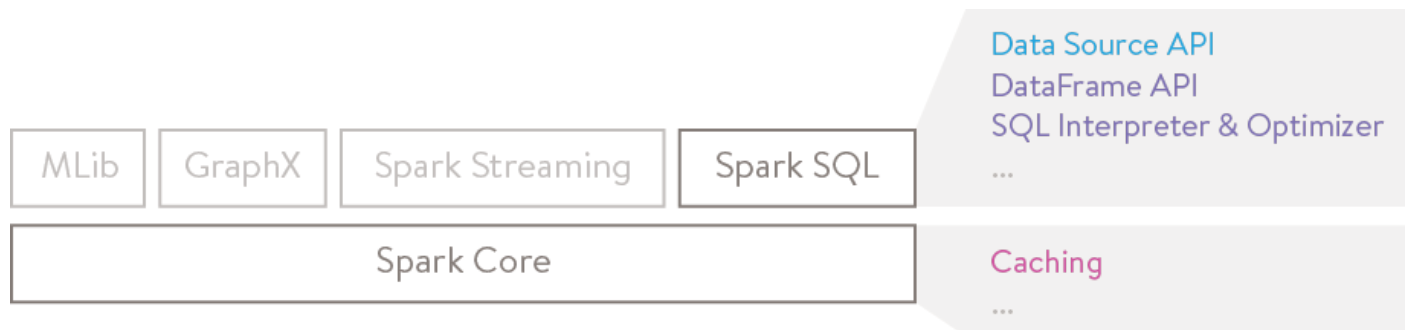 Data Source API
DataFrame API
SQL Interpreter & Optimizer
...
MLib
GraphX
Spark Streaming
Spark SQL
Spark Core
Caching
...